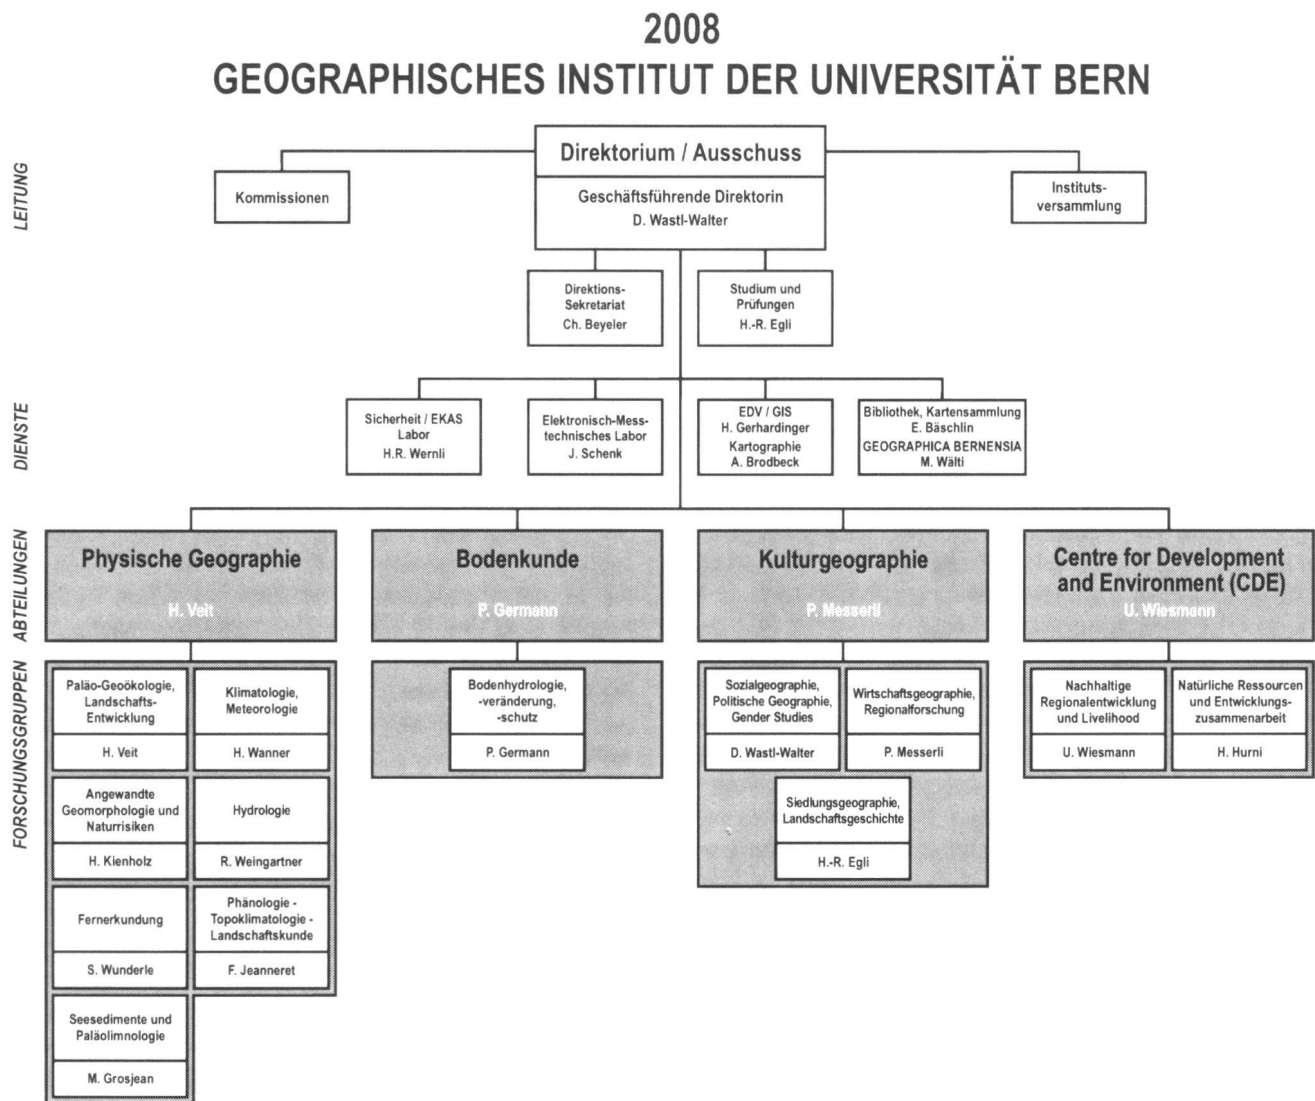 2008
GEOGRAPHISCHES INSTITUT DER UNIVERSITÄT BERN
LEITUNG
Direktorium / Ausschuss
Geschäftsführende Direktorin
D. Wastl-Walter
Kommissionen
Instituts-
versammlung
Direktions-
Sekretariat
Ch. Beyeler
Studium und
Prüfungen
H.-R. Egli
DIENSTE
Sicherheit / EKAS
Labor
H.R. Wernli
Elektronisch-Mess-
technisches Labor
J. Schenk
EDV / GIS
H. Gerhardinger
Kartographie
A. Brodbeck
Bibliothek, Kartensammlung
E. Bäschlin
GEOGRAPHICA BERNENSIA
M. Wälti
ABTEILUNGEN
Physische Geographie
H. Veit
Bodenkunde
P. Germann
Kulturgeographie
P. Messerli
Centre for Development
and Environment (CDE)
U. Wiesmann
FORSCHUNGSGRUPPEN
Paläo-Geoökologie,
Landschafts-
Entwicklung
H. Veit
Klimatologie,
Meteorologie
H. Wanner
Angewandte
Geomorphologie und
Naturrisiken
H. Kienholz
Hydrologie
R. Weingartner
Fernerkundung
S. Wunderle
Phänologie -
Topoklimatologie -
Landschaftskunde
F. Jeanneret
Seesedimente und
Paläolimnologie
M. Grosjean
Bodenhydrologie,
-veränderung,
-schutz
P. Germann
Sozialgeographie,
Politische Geographie,
Gender Studies
D. Wastl-Walter
Wirtschaftsgeographie,
Regionalforschung
P. Messerli
Siedlungsgeographie,
Landschaftsgeschichte
H.-R. Egli
Nachhaltige
Regionalentwicklung
und Livelihood
U. Wiesmann
Natürliche Ressourcen
und Entwicklungs-
zusammenarbeit
H. Hurni